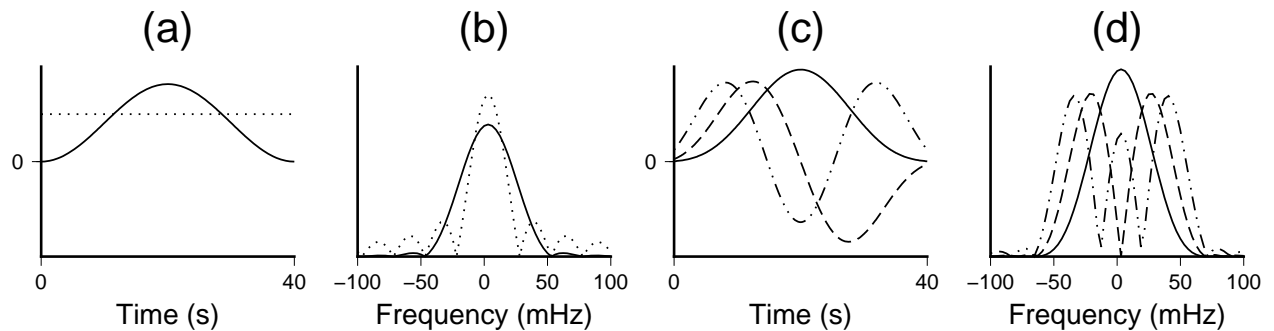 (a) (b) (c) (d)
0 0
0 40 −100 −50 0 50 100 0 40 −100 −50 0 50 100
Time (s) Frequency (mHz) Time (s) Frequency (mHz)